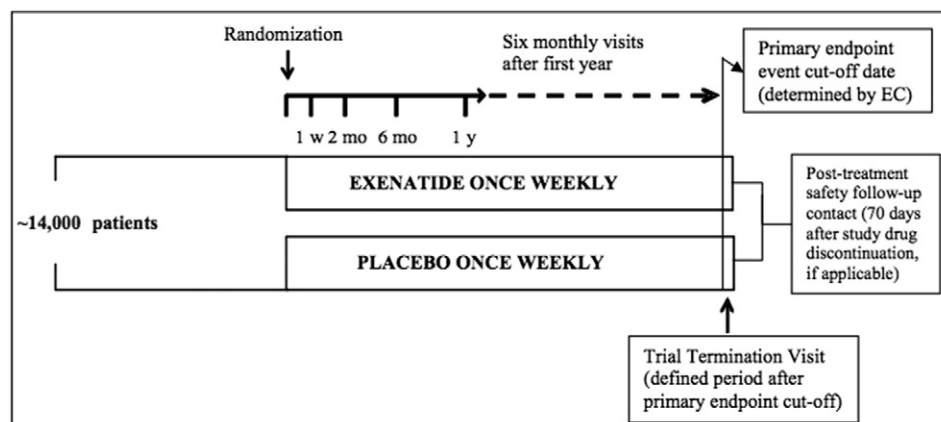 Randomization
Six monthly visits
after first year
Primary endpoint
event cut-off date
(determined by EC)
1 w 2 mo 6 mo 1 y
EXENATIDE ONCE WEEKLY
~14,000 patients
PLACEBO ONCE WEEKLY
Post-treatment
safety follow-up
contact (70 days
after study drug
discontinuation,
if applicable)
Trial Termination Visit
(defined period after
primary endpoint cut-off)